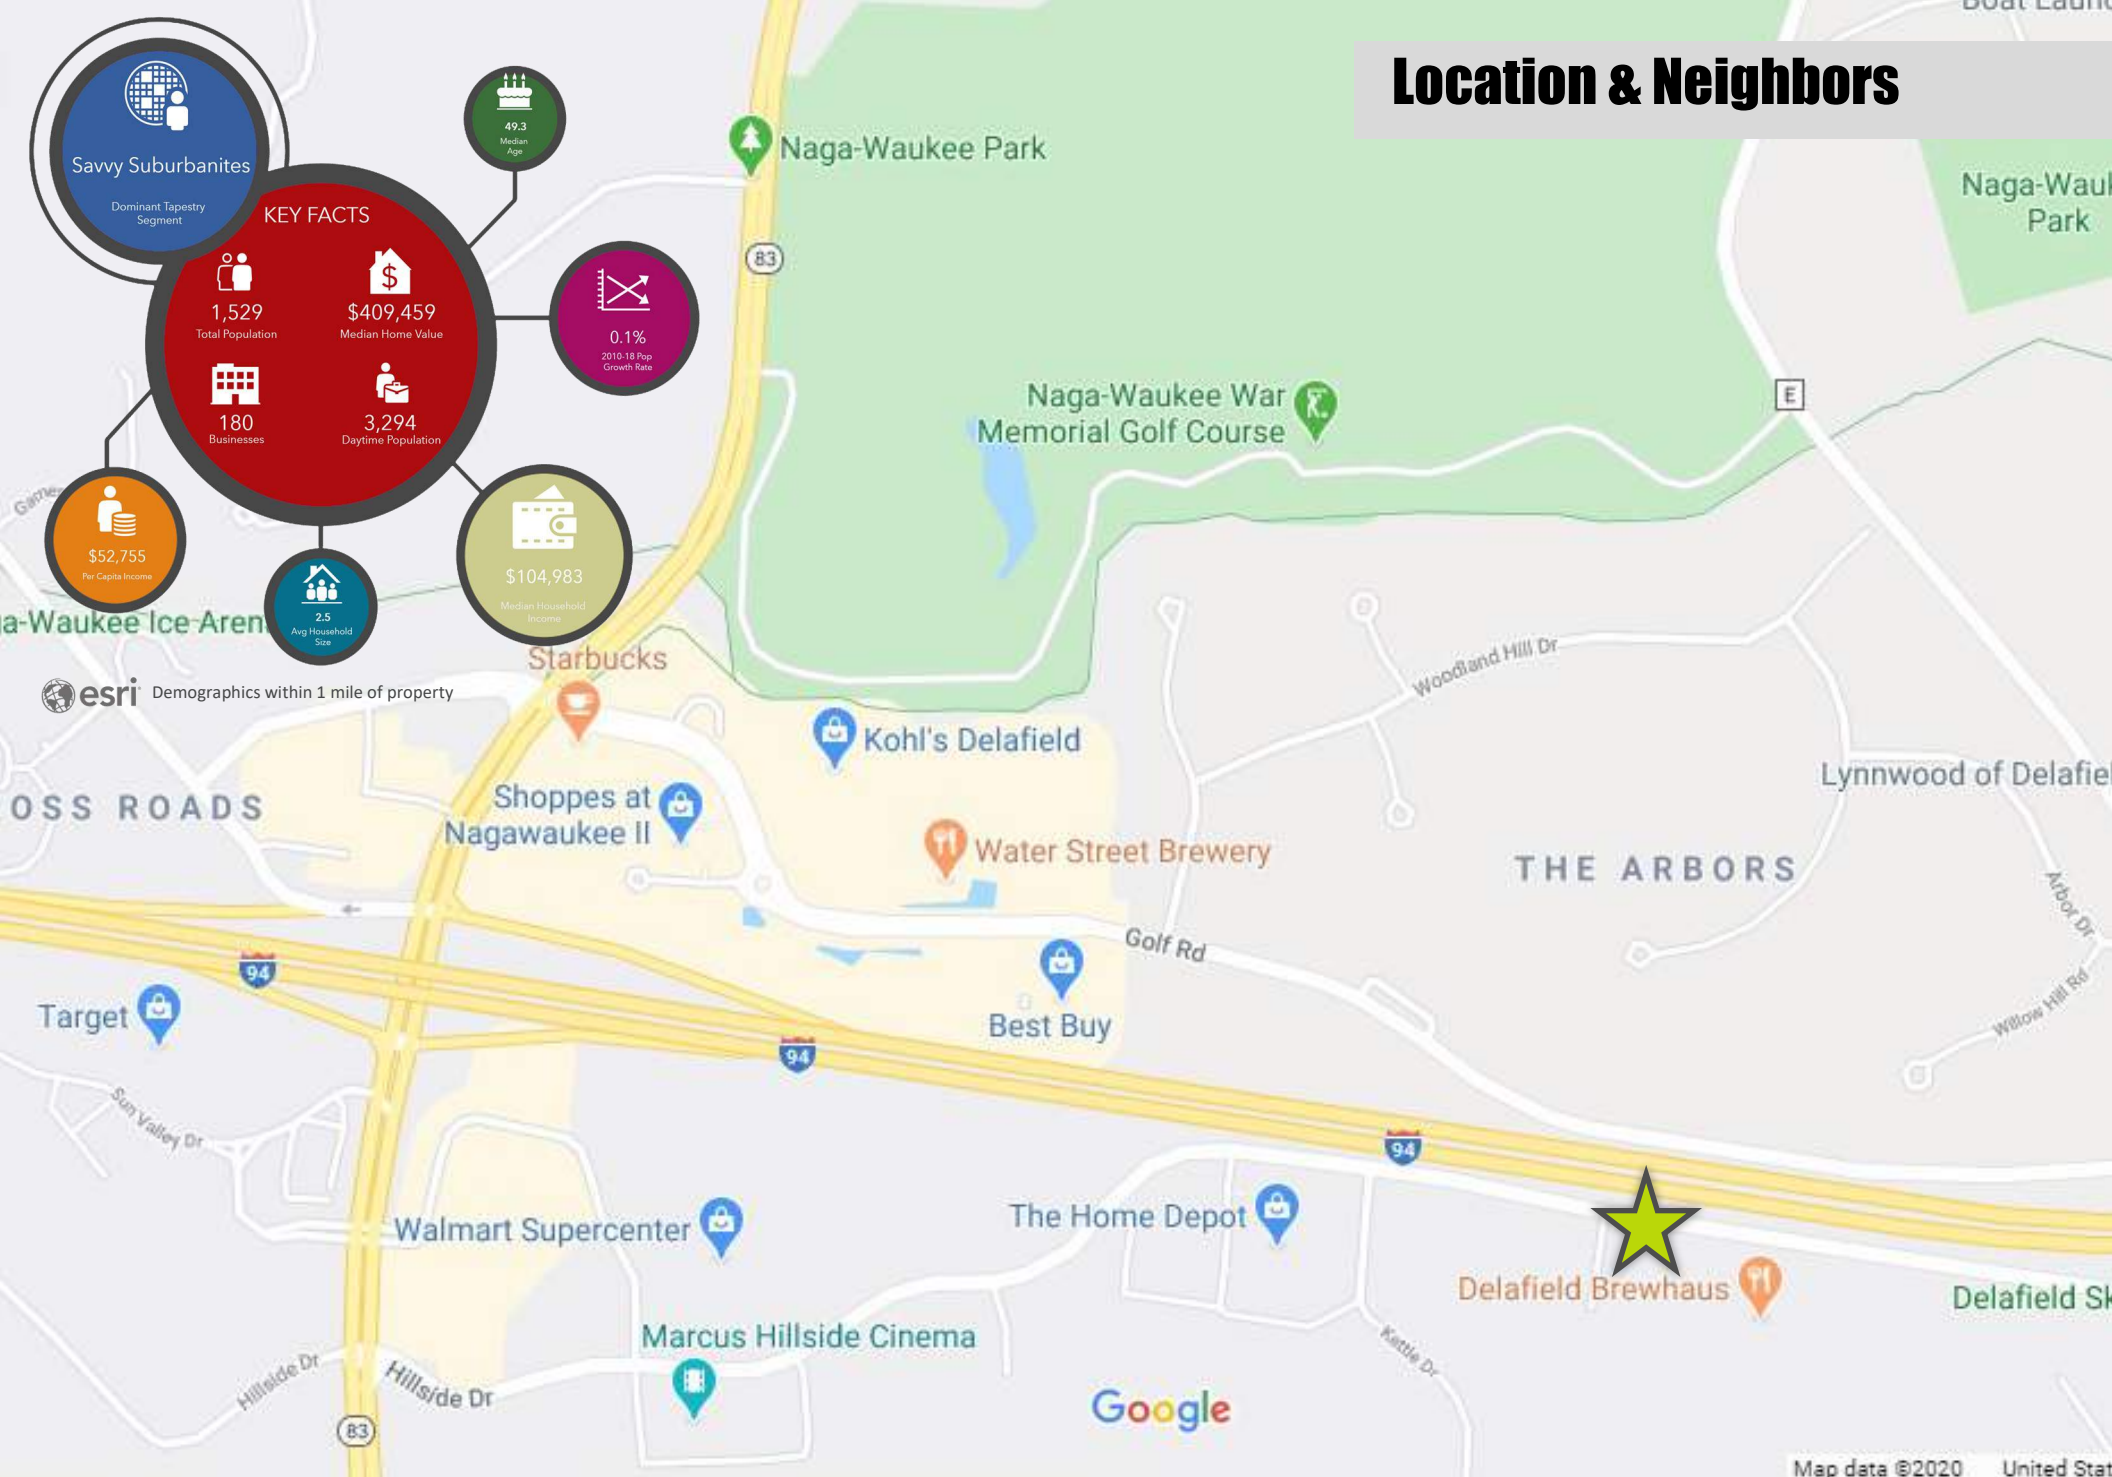 Location & Neighbors
Savvy Suburbanites
Dominant Tapestry
Segment
KEY FACTS
1,529
Total Population
$409,459
Median Home Value
180
Businesses
3,294
Daytime Population
49.3
Median
Age
0.1%
2010-18 Pop
Growth Rate
$52,755
Per Capita Income
2.5
Avg Household
Size
$104,983
Median Household
Income
esri Demographics within 1 mile of property
Naga-Waukee Park
Naga-Wauk
Park
83
Naga-Waukee War
Memorial Golf Course
E
a-Waukee Ice Aren
Starbucks
Woodland Hill Dr
Kohl's Delafield
Shoppes at
Nagawaukee II
Lynnwood of Delafiel
OSS ROADS
Water Street Brewery
THE ARBORS
Arbor Dr
Golf Rd
94
Target
Best Buy
Willow Hill Rd
94
Sun Valley Dr
94
Walmart Supercenter
The Home Depot
Delafield Brewhaus
Delafield Sk
Marcus Hillside Cinema
Kettle Dr
Hillside Dr
Hillside Dr
83
Google
Map data ©2020
United Stat